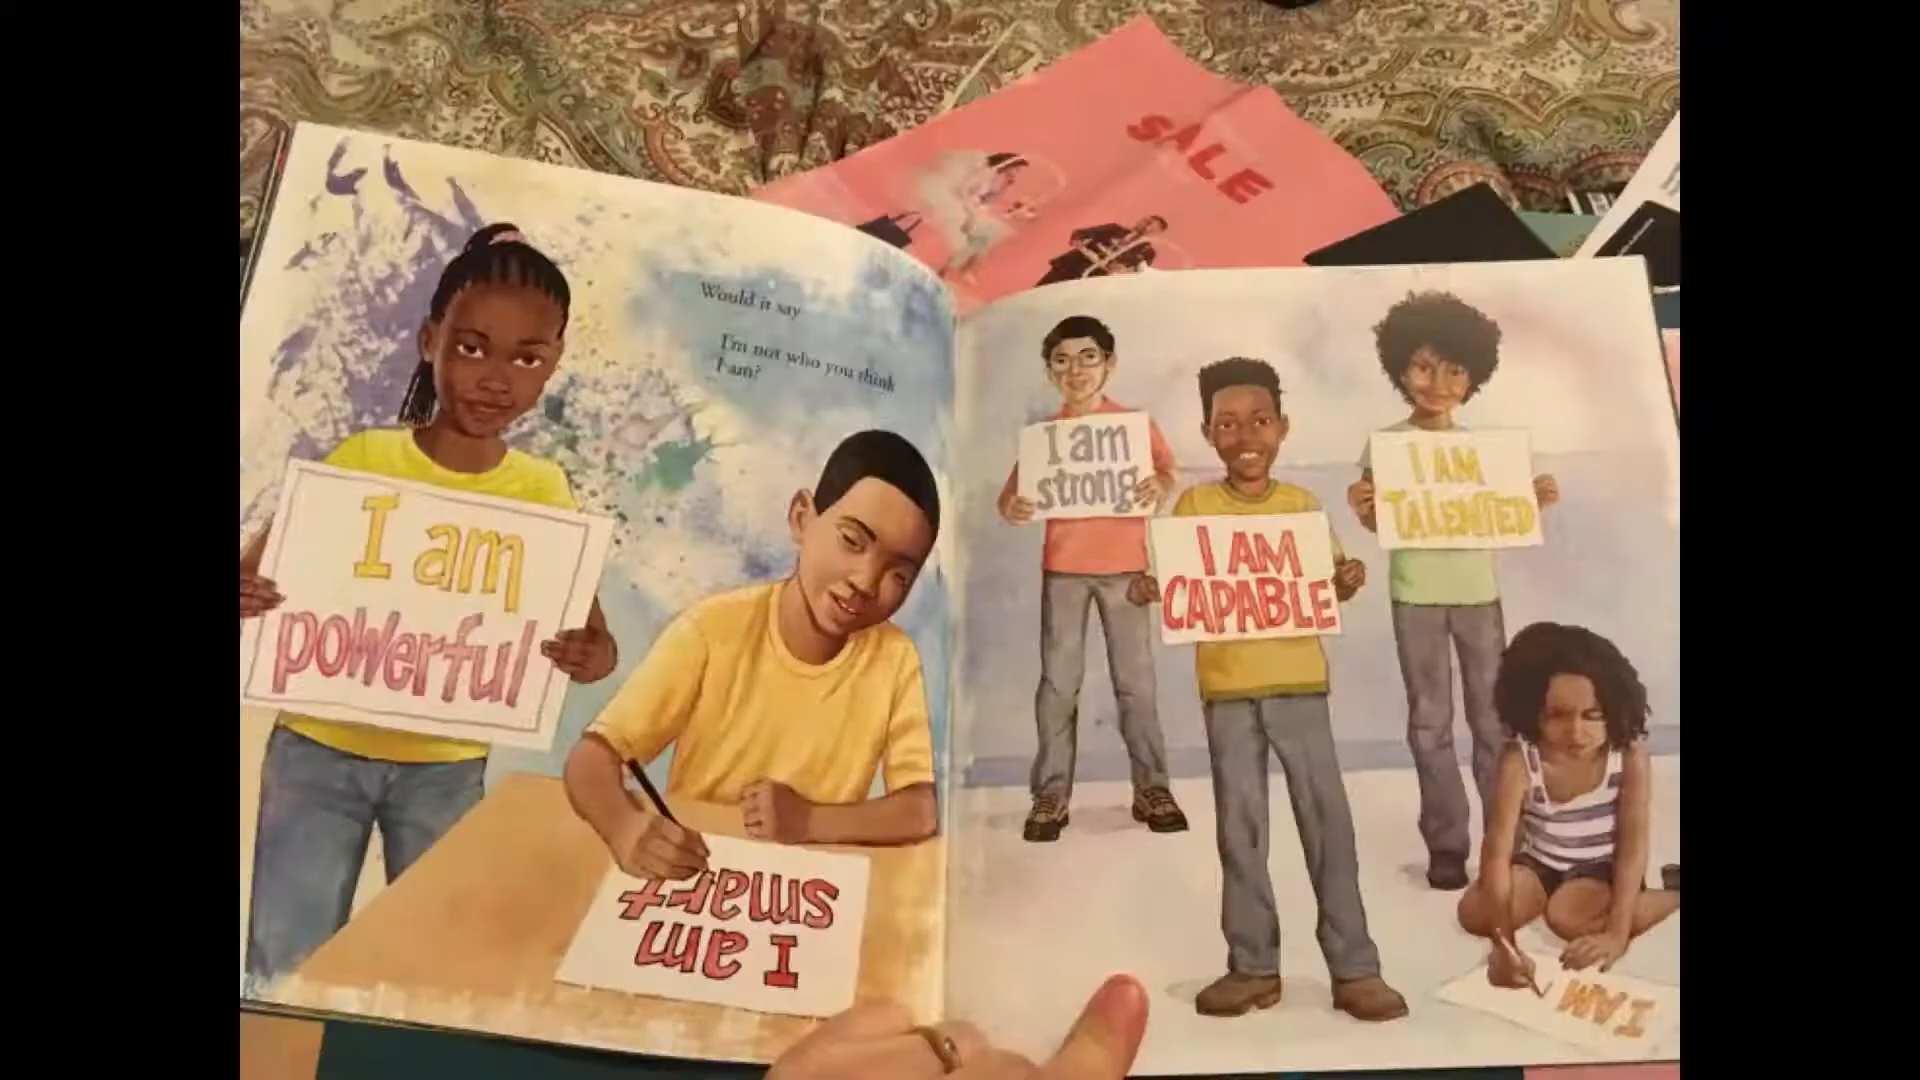 SALE
Would it say
I'm not who you think
I am?
I am
powerful
I am
smart
I am
strong
I AM
CAPABLE
I AM
TALENTED
I AM